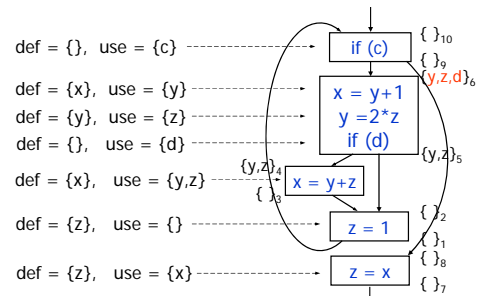 { }10
def = {}, use = {c}
if (c)
{ }9
{y,z,d}6
def = {x}, use = {y}
x = y+1
def = {y}, use = {z}
y =2*z
def = {}, use = {d}
if (d)
{y,z}5
{y,z}4
def = {x}, use = {y,z}
x = y+z
{ }3
{ }2
def = {z}, use = {}
z = 1
{ }1
{ }8
def = {z}, use = {x}
z = x
{ }7